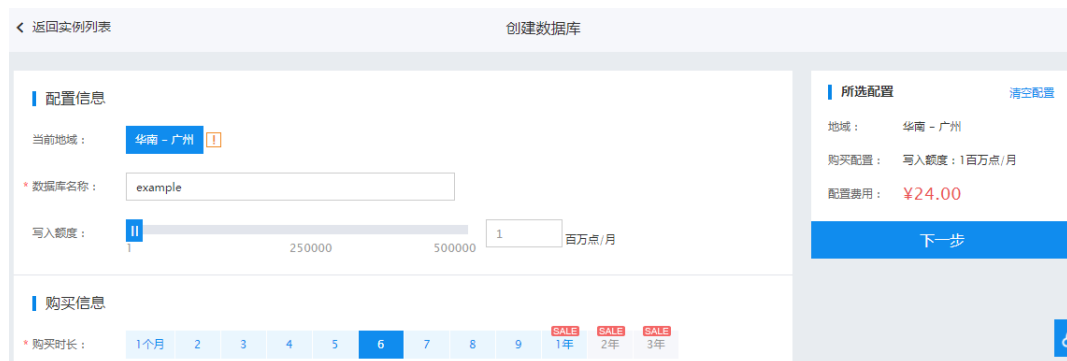 返回实例列表
创建数据库
配置信息
当前地域： 华南 - 广州 !
* 数据库名称： example
写入额度： 1 百万点/月
1 250000 500000
购买信息
SALE SALE SALE
* 购买时长： 1个月 2 3 4 5 6 7 8 9 1年 2年 3年
所选配置 清空配置
地域： 华南 - 广州
购买配置： 写入额度：1百万点/月
配置费用： ¥24.00
下一步